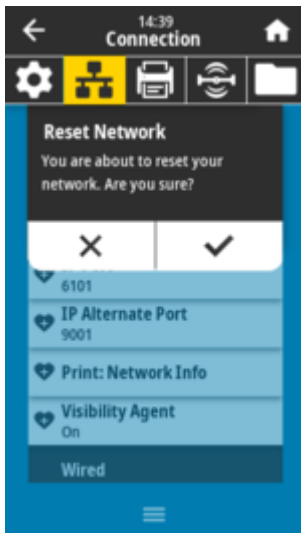 14:39
Connection
Reset Network
You are about to reset your
network. Are you sure?
6101
IP Alternate Port
9001
Print: Network Info
Visibility Agent
On
Wired